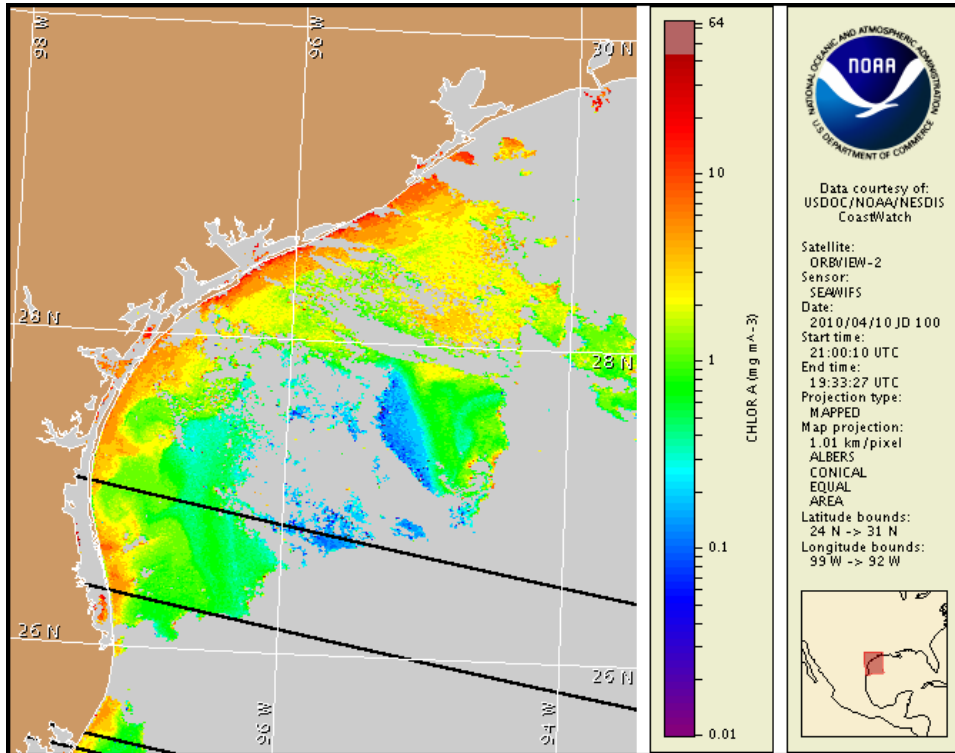 98 W
96 W
30 N
28 N
28 N
26 N
26 N
96 W
94 W
64
10
1
0.1
0.01
CHLOR A (mg m^-3)
NATIONAL OCEANIC AND ATMOSPHERIC ADMINISTRATION
NOAA
U.S. DEPARTMENT OF COMMERCE
Data courtesy of:
USDOC/NOAA/NESDIS
CoastWatch
Satellite:
ORBVIEW-2
Sensor:
SEAWIFS
Date:
2010/04/10 JD 100
Start time:
21:00:10 UTC
End time:
19:33:27 UTC
Projection type:
MAPPED
Map projection:
1.01 km/pixel
ALBERS
CONICAL
EQUAL
AREA
Latitude bounds:
24 N -> 31 N
Longitude bounds:
99 W -> 92 W